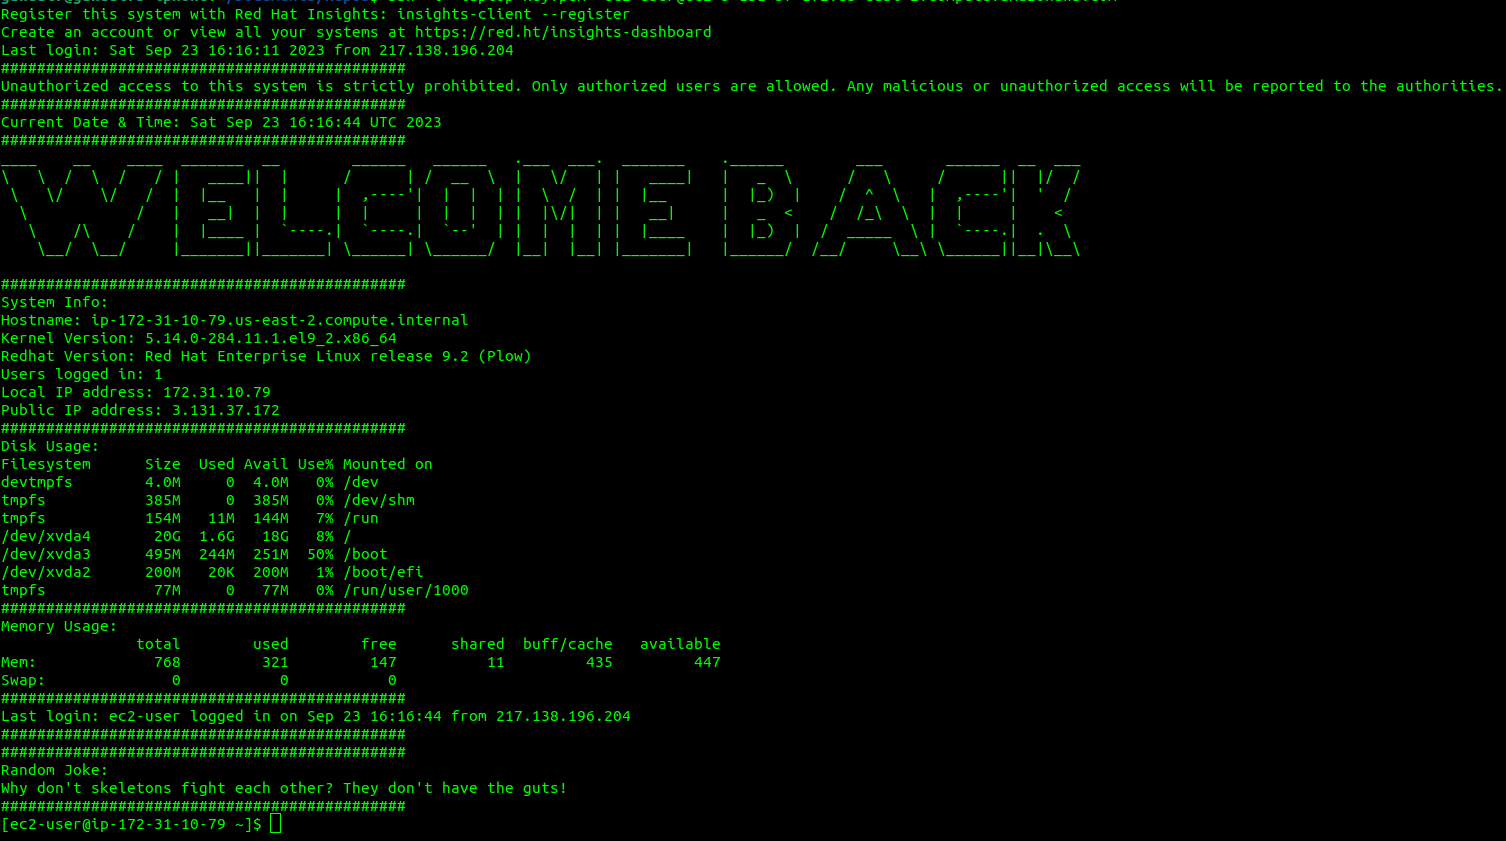 Register this system with Red Hat Insights: insights-client --register
Create an account or view all your systems at https://red.ht/insights-dashboard
Last login: Sat Sep 23 16:16:11 2023 from 217.138.196.204
#############################################
Unauthorized access to this system is strictly prohibited. Only authorized users are allowed. Any malicious or unauthorized access will be reported to the authorities.
#############################################
Current Date & Time: Sat Sep 23 16:16:44 UTC 2023
#############################################
WELCOME BACK
#############################################
System Info:
Hostname: ip-172-31-10-79.us-east-2.compute.internal
Kernel Version: 5.14.0-284.11.1.el9_2.x86_64
Redhat Version: Red Hat Enterprise Linux release 9.2 (Plow)
Users logged in: 1
Local IP address: 172.31.10.79
Public IP address: 3.131.37.172
#############################################
Disk Usage:
Filesystem      Size  Used Avail Use% Mounted on
devtmpfs        4.0M     0  4.0M   0% /dev
tmpfs           385M     0  385M   0% /dev/shm
tmpfs           154M   11M  144M   7% /run
/dev/xvda4       20G  1.6G   18G   8% /
/dev/xvda3      495M  244M  251M  50% /boot
/dev/xvda2      200M   20K  200M   1% /boot/efi
tmpfs            77M     0   77M   0% /run/user/1000
#############################################
Memory Usage:
               total        used        free      shared  buff/cache   available
Mem:             768         321         147          11         435         447
Swap:              0           0           0
#############################################
Last login: ec2-user logged in on Sep 23 16:16:44 from 217.138.196.204
#############################################
#############################################
Random Joke:
Why don't skeletons fight each other? They don't have the guts!
#############################################
[ec2-user@ip-172-31-10-79 ~]$